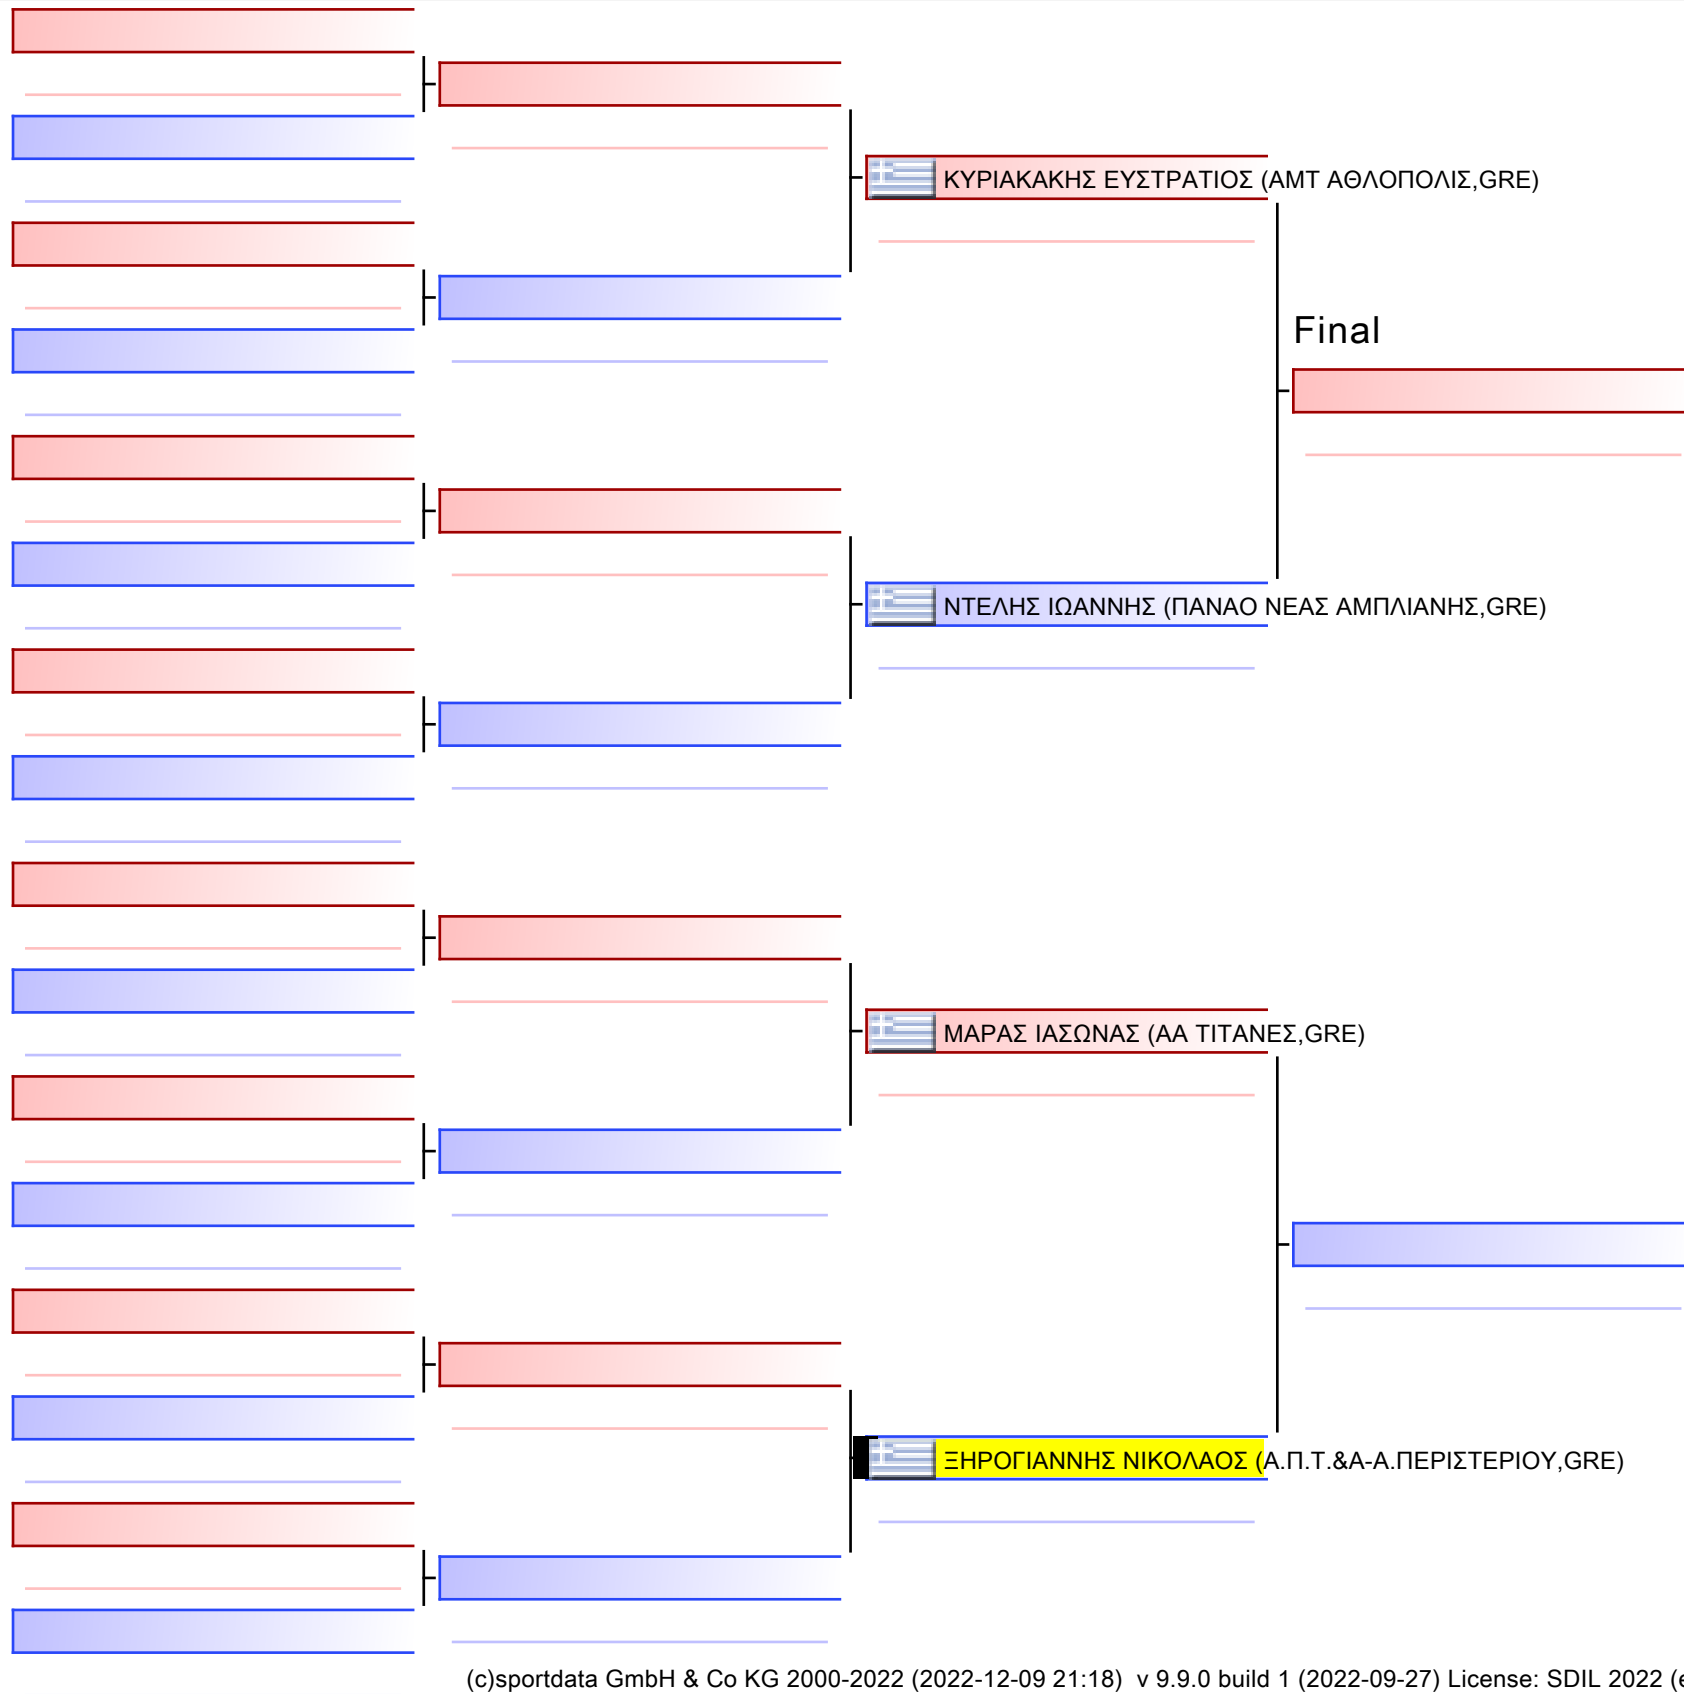 ΚΥΡΙΑΚΑΚΗΣ ΕΥΣΤΡΑΤΙΟΣ (ΑΜΤ ΑΘΛΟΠΟΛΙΣ,GRE)
Final
ΝΤΕΛΗΣ ΙΩΑΝΝΗΣ (ΠΑΝΑΟ ΝΕΑΣ ΑΜΠΛΙΑΝΗΣ,GRE)
ΜΑΡΑΣ ΙΑΣΩΝΑΣ (ΑΑ ΤΙΤΑΝΕΣ,GRE)
ΞΗΡΟΓΙΑΝΝΗΣ ΝΙΚΟΛΑΟΣ (Α.Π.Τ.&Α-Α.ΠΕΡΙΣΤΕΡΙΟΥ,GRE)
(c)sportdata GmbH & Co KG 2000-2022 (2022-12-09 21:18) v 9.9.0 build 1 (2022-09-27) License: SDIL 2022 (